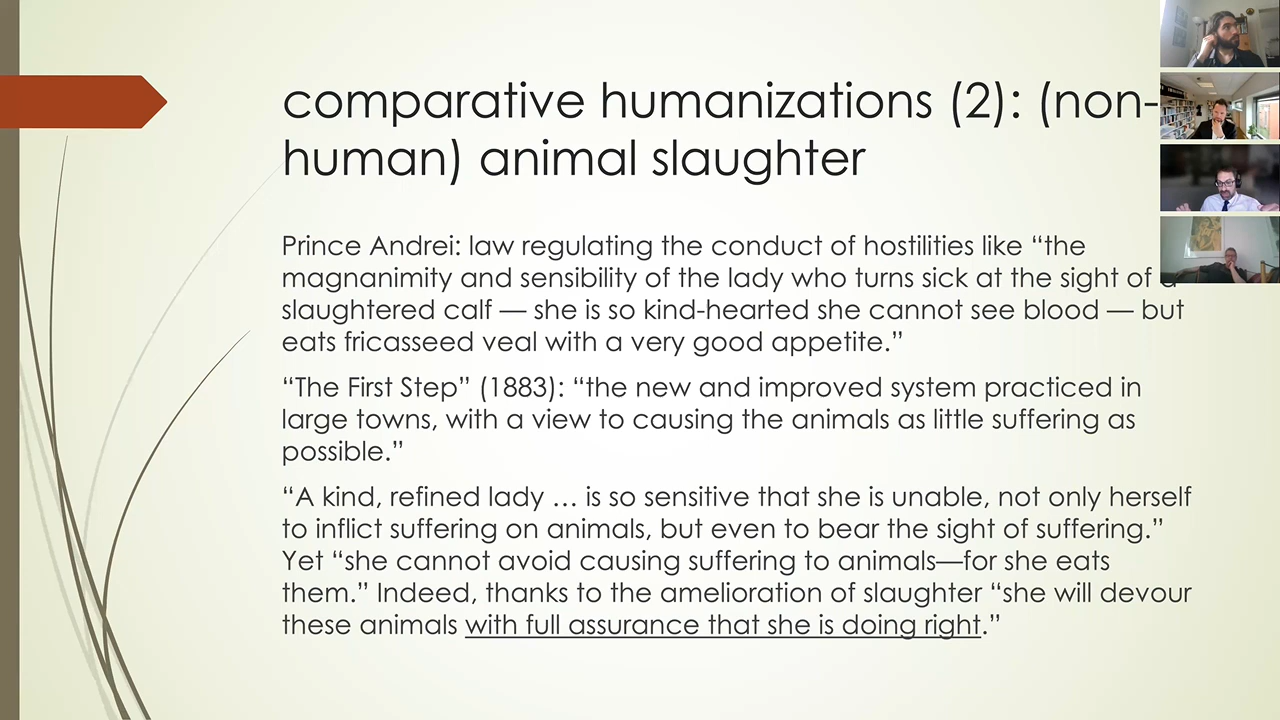 comparative humanizations (2): (non-
human) animal slaughter
Prince Andrei: law regulating the conduct of hostilities like “the
magnanimity and sensibility of the lady who turns sick at the sight of a
slaughtered calf — she is so kind-hearted she cannot see blood — but
eats fricasseed veal with a very good appetite.”
“The First Step” (1883): “the new and improved system practiced in
large towns, with a view to causing the animals as little suffering as
possible.”
“A kind, refined lady … is so sensitive that she is unable, not only herself
to inflict suffering on animals, but even to bear the sight of suffering.”
Yet “she cannot avoid causing suffering to animals—for she eats
them.” Indeed, thanks to the amelioration of slaughter “she will devour
these animals with full assurance that she is doing right.”